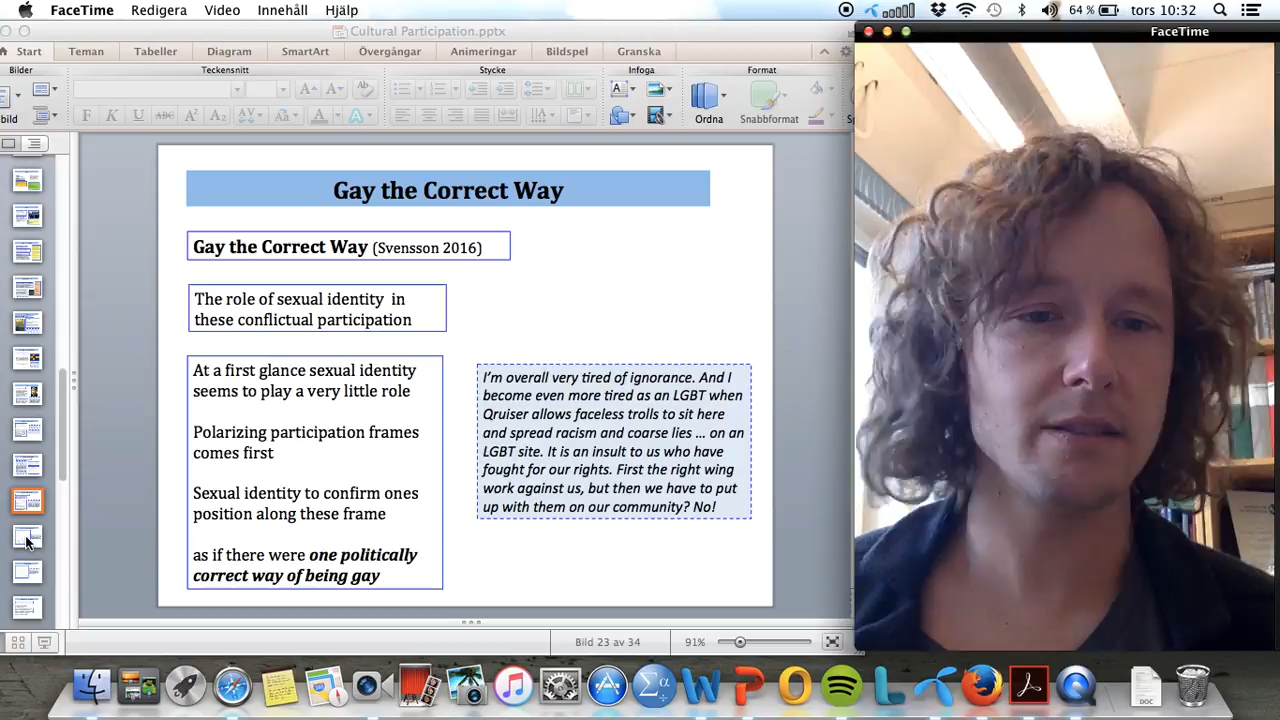 FaceTime Redigera Video Innehåll Hjälp 64 % tors 10:32
Cultural Participation.pptx
FaceTime
Start Teman Tabeller Diagram SmartArt Övergångar Animeringar Bildspel Granska
Bilder Teckensnitt Stycke Infoga Format
bild F K U ABC A² A₂ AV Aa A A Ordna Snabbformat
Gay the Correct Way
Gay the Correct Way (Svensson 2016)
The role of sexual identity in
these conflictual participation
At a first glance sexual identity
seems to play a very little role
Polarizing participation frames
comes first
Sexual identity to confirm ones
position along these frame
as if there were one politically
correct way of being gay
I'm overall very tired of ignorance. And I
become even more tired as an LGBT when
Qruiser allows faceless trolls to sit here
and spread racism and coarse lies ... on an
LGBT site. It is an insult to us who have
fought for our rights. First the right wing
work against us, but then we have to put
up with them on our community? No!
Bild 23 av 34 91%
DOC